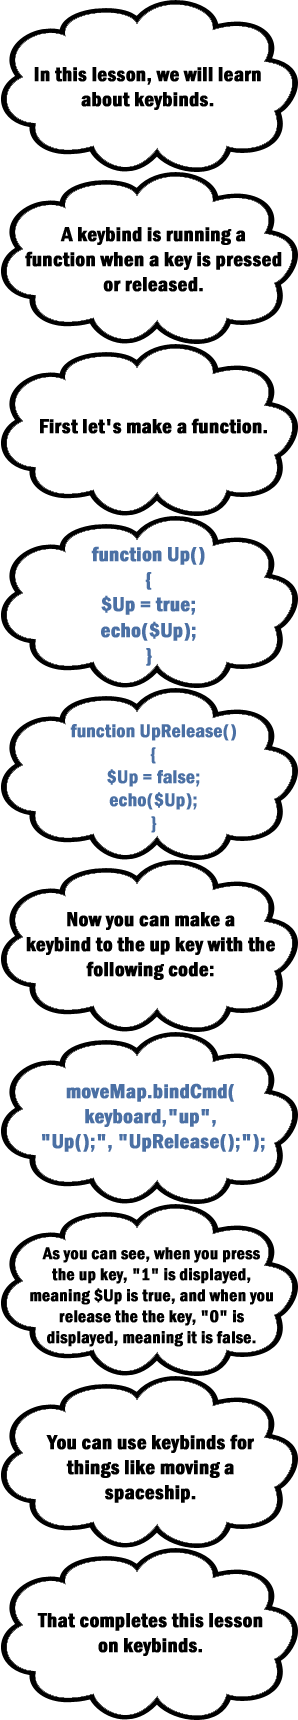 In this lesson, we will learn
about keybinds.
A keybind is running a
function when a key is pressed
or released.
First let's make a function.
function Up()
{
$Up = true;
echo($Up);
}
function UpRelease()
{
$Up = false;
echo($Up);
}
Now you can make a
keybind to the up key with the
following code:
moveMap.bindCmd(
keyboard,"up",
"Up();", "UpRelease();");
As you can see, when you press
the up key, "1" is displayed,
meaning $Up is true, and when you
release the the key, "0" is
displayed, meaning it is false.
You can use keybinds for
things like moving a
spaceship.
That completes this lesson
on keybinds.